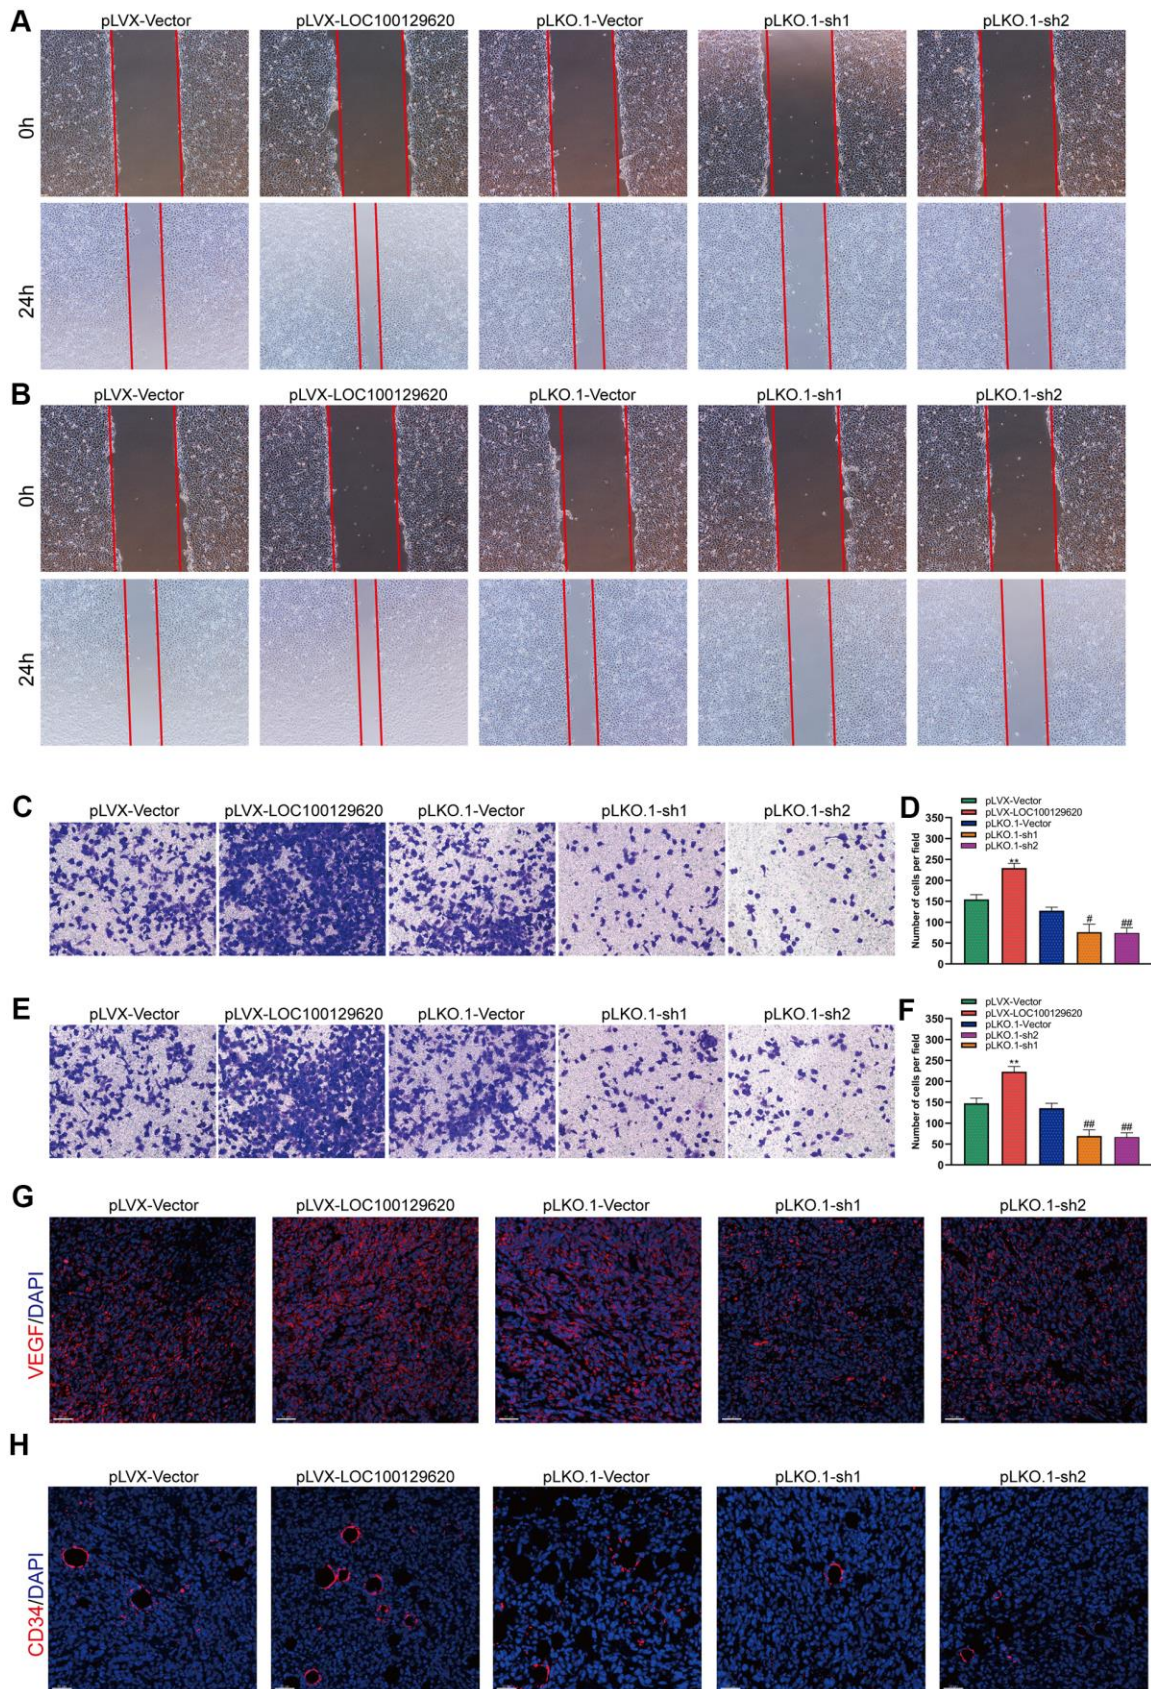 A
pLVX-Vector pLVX-LOC100129620 pLKO.1-Vector pLKO.1-sh1 pLKO.1-sh2
0h
24h
B
pLVX-Vector pLVX-LOC100129620 pLKO.1-Vector pLKO.1-sh1 pLKO.1-sh2
0h
24h
C
pLVX-Vector pLVX-LOC100129620 pLKO.1-Vector pLKO.1-sh1 pLKO.1-sh2
D
pLVX-Vector
pLVX-LOC100129620
pLKO.1-Vector
pLKO.1-sh1
pLKO.1-sh2
Number of cells per field
350
300
250
200
150
100
50
0
**
#
##
E
pLVX-Vector pLVX-LOC100129620 pLKO.1-Vector pLKO.1-sh1 pLKO.1-sh2
F
pLVX-Vector
pLVX-LOC100129620
pLKO.1-Vector
pLKO.1-sh2
pLKO.1-sh1
Number of cells per field
350
300
250
200
150
100
50
0
**
##
##
G
pLVX-Vector pLVX-LOC100129620 pLKO.1-Vector pLKO.1-sh1 pLKO.1-sh2
VEGF/DAPI
H
pLVX-Vector pLVX-LOC100129620 pLKO.1-Vector pLKO.1-sh1 pLKO.1-sh2
CD34/DAPI